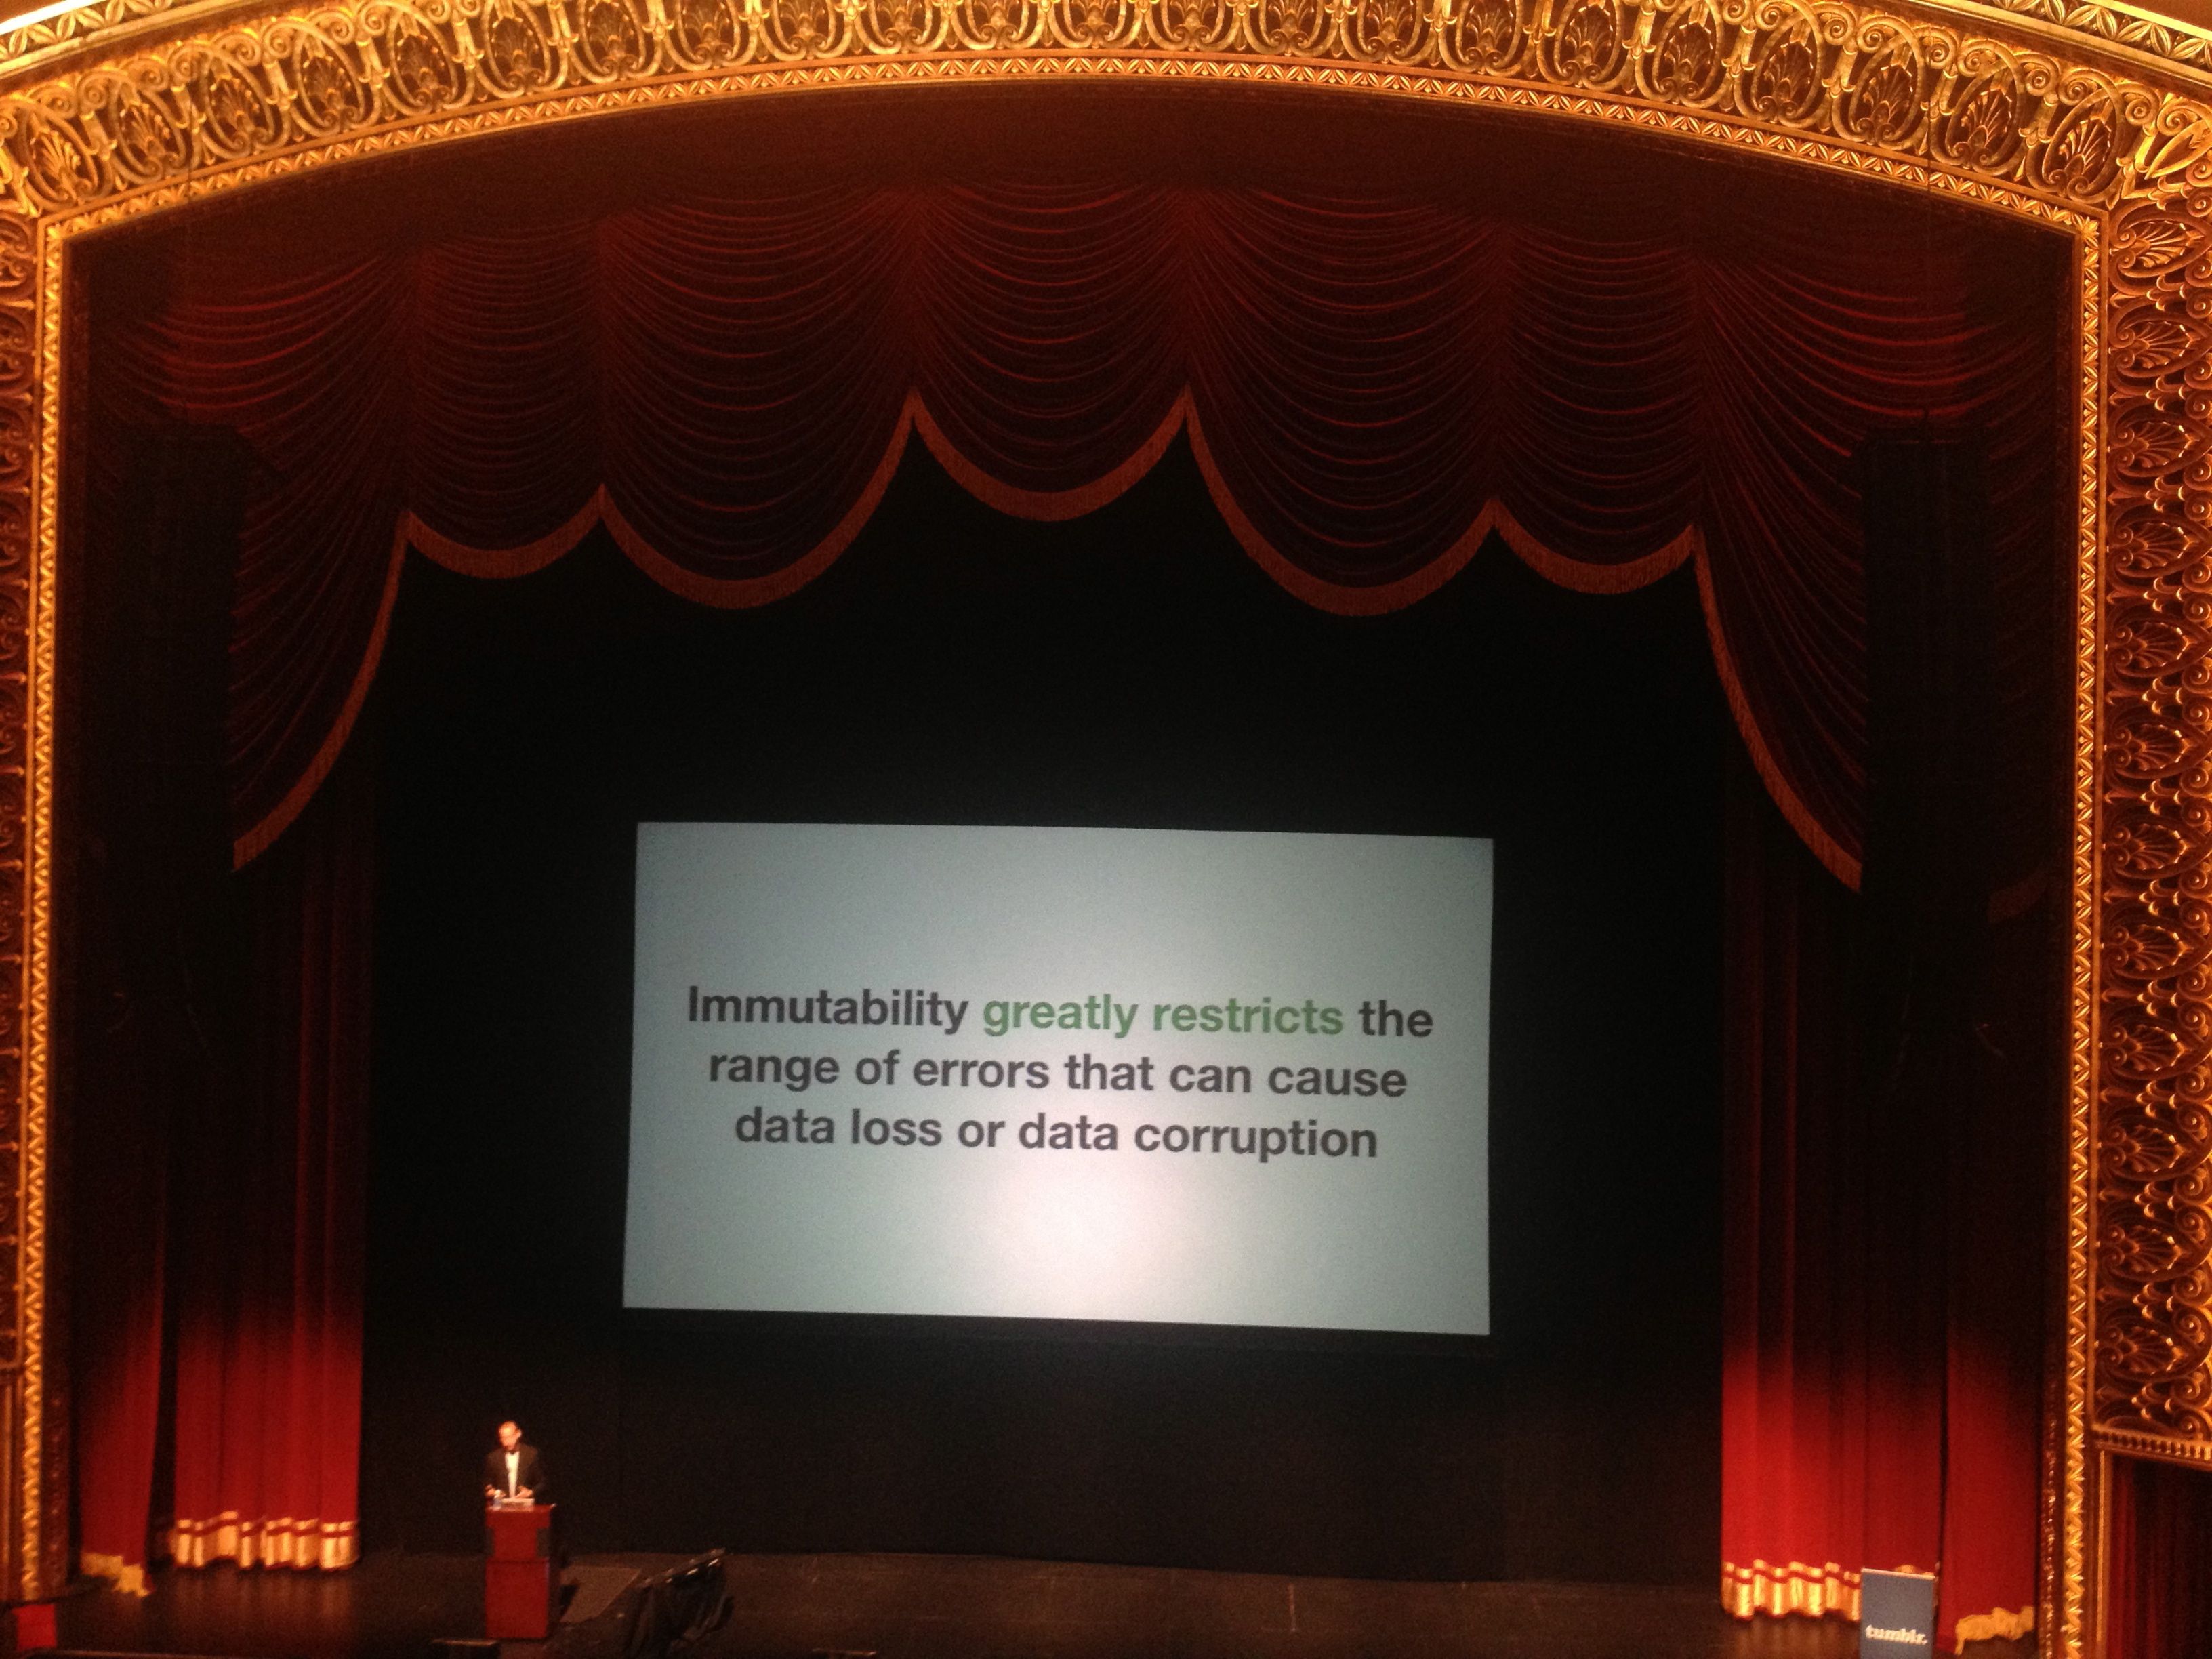 Immutability greatly restricts the
range of errors that can cause
data loss or data corruption
tumblr.